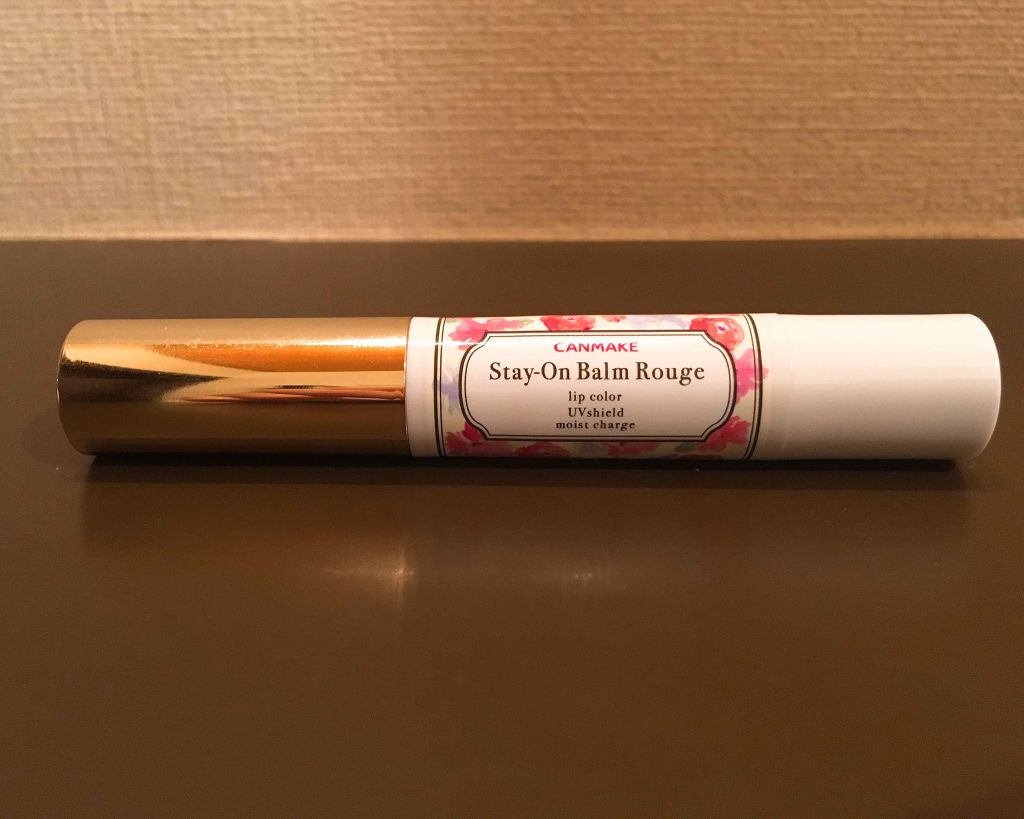 CANMAKE
Stay-On Balm Rouge
lip color
UVshield
moist charge